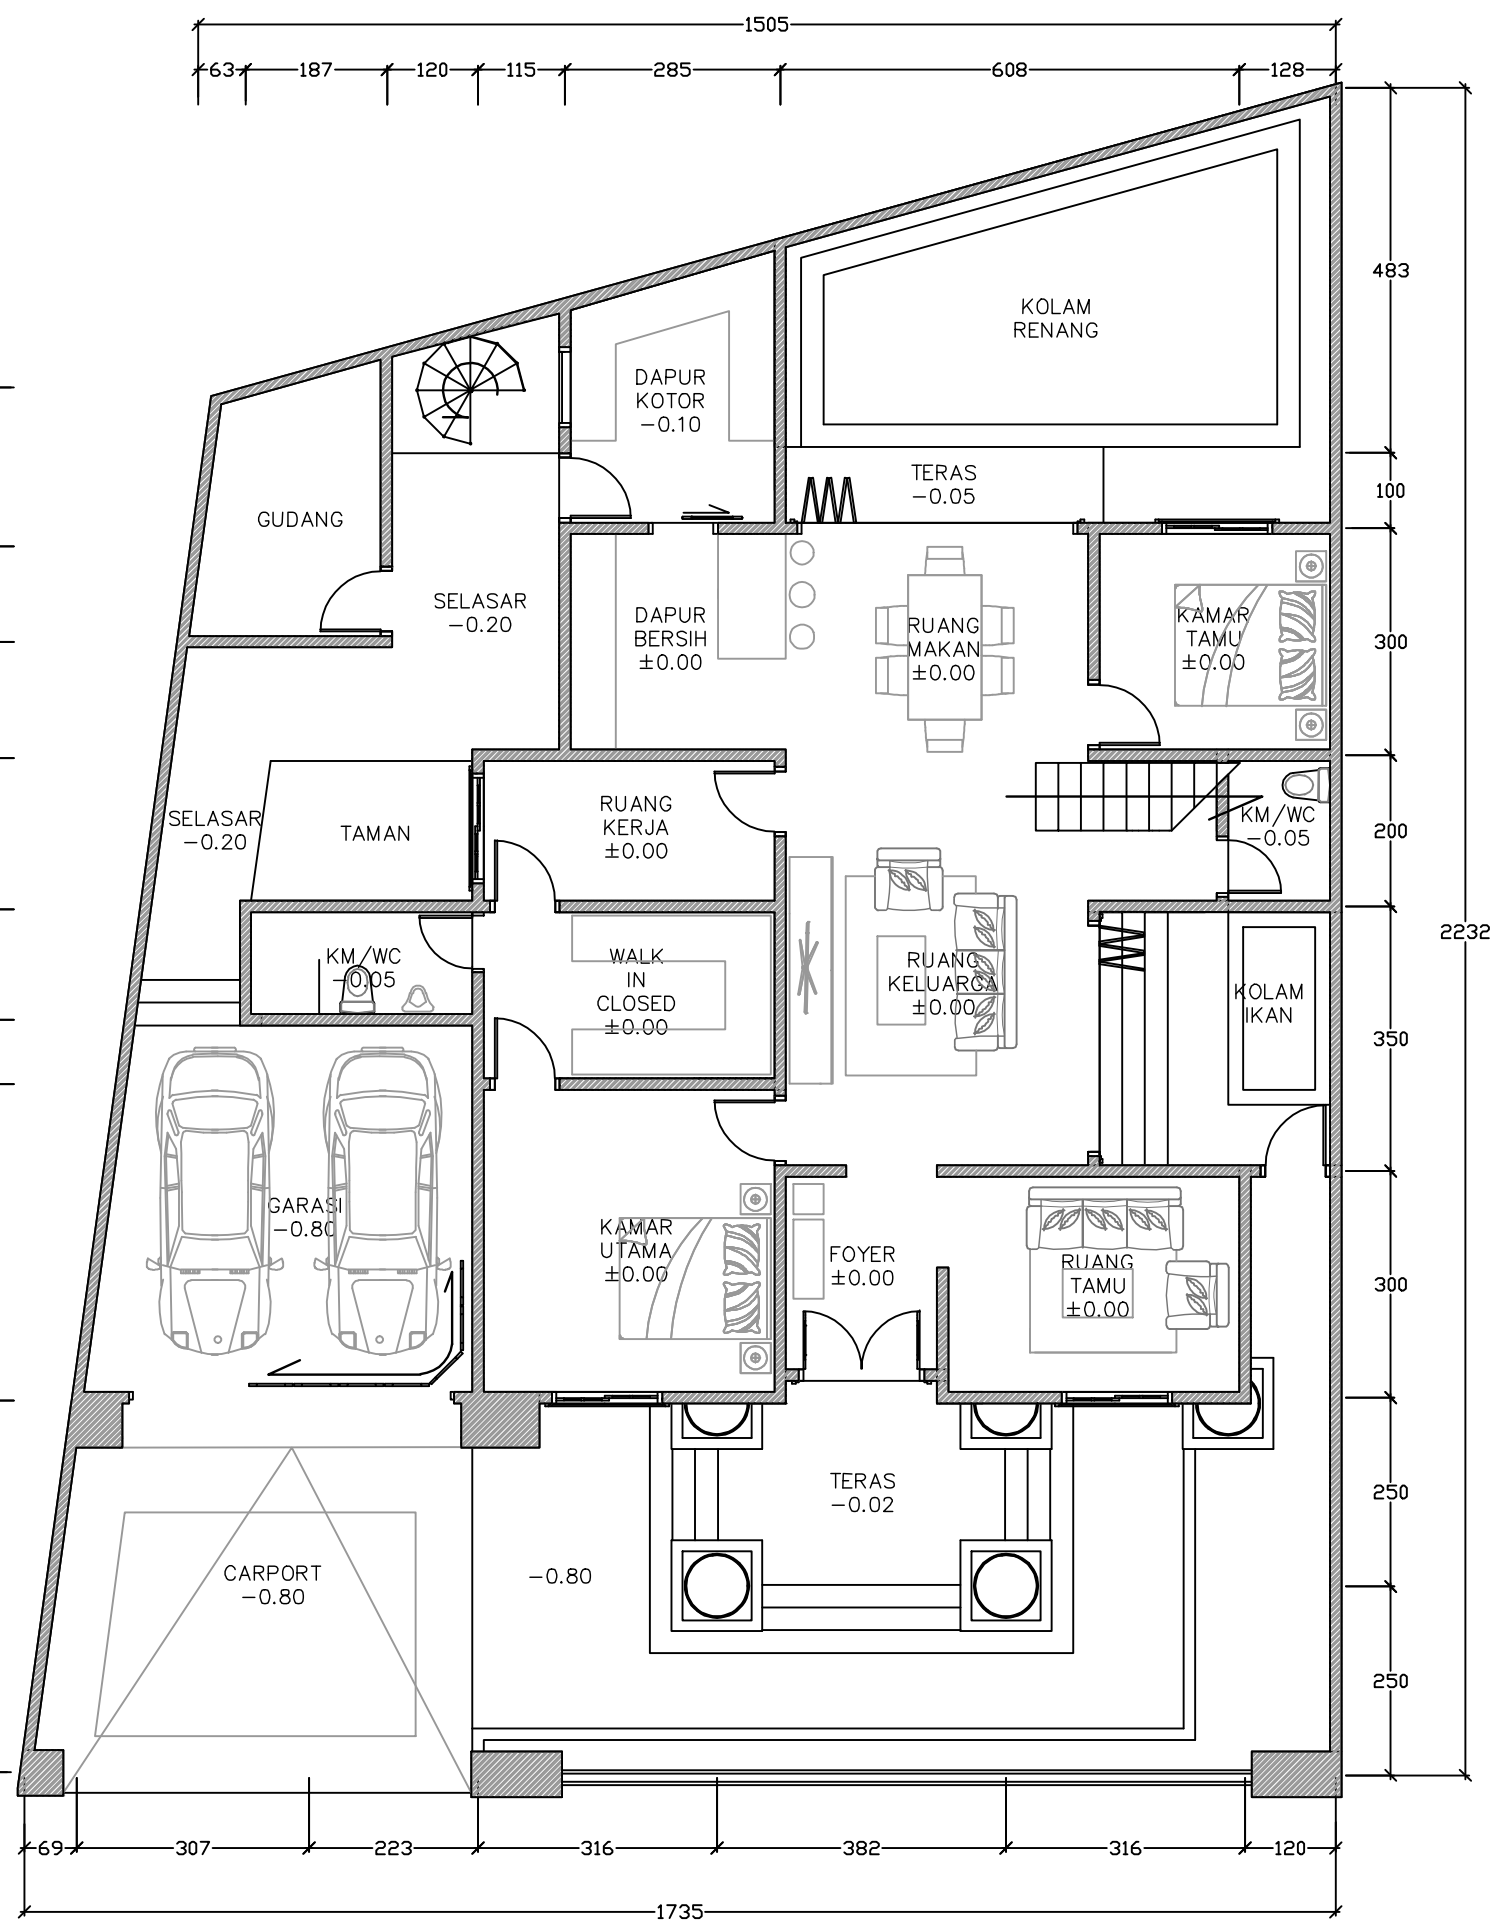 1505
63
187
120
115
285
608
128
KOLAM
RENANG
483
DAPUR
KOTOR
-0.10
TERAS
-0.05
100
GUDANG
SELASAR
-0.20
DAPUR
BERSIH
±0.00
RUANG
MAKAN
±0.00
KAMAR
TAMU
±0.00
300
SELASAR
-0.20
TAMAN
RUANG
KERJA
±0.00
KM/WC
-0.05
200
2232
KM/WC
-0.05
WALK
IN
CLOSED
±0.00
RUANG
KELUARGA
±0.00
KOLAM
IKAN
350
GARASI
-0.80
KAMAR
UTAMA
±0.00
FOYER
±0.00
RUANG
TAMU
±0.00
300
TERAS
-0.02
250
CARPORT
-0.80
-0.80
250
69
307
223
316
382
316
120
1735